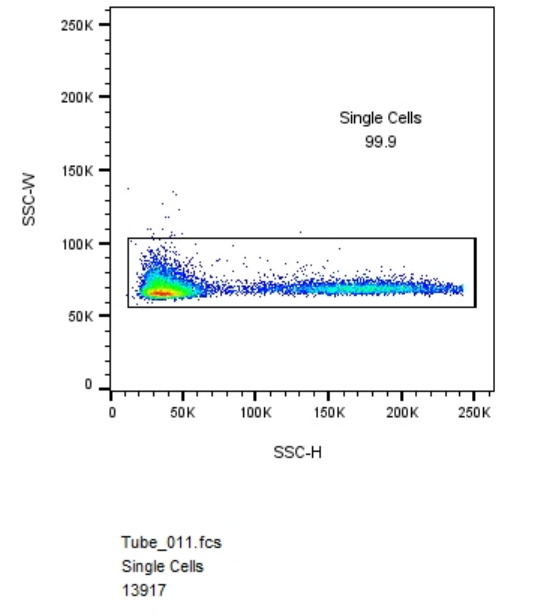 250K
200K
Single Cells
99.9
150K
SSC-W
100K
50K
0
0 50K 100K 150K 200K 250K
SSC-H
Tube_011.fcs
Single Cells
13917